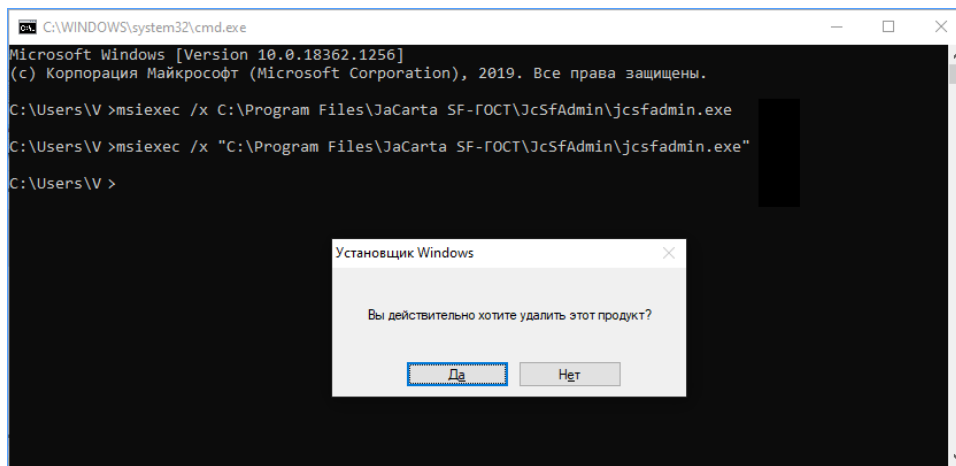 C:\WINDOWS\system32\cmd.exe
Microsoft Windows [Version 10.0.18362.1256]
(c) Корпорация Майкрософт (Microsoft Corporation), 2019. Все права защищены.
C:\Users\V >msiexec /x C:\Program Files\JaCarta SF-ГОСТ\JcSfAdmin\jcsfadmin.exe
C:\Users\V >msiexec /x "C:\Program Files\JaCarta SF-ГОСТ\JcSfAdmin\jcsfadmin.exe"
C:\Users\V >
Установщик Windows
Вы действительно хотите удалить этот продукт?
Да
Нет